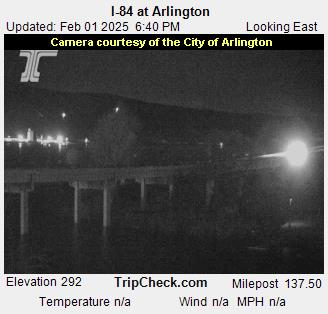 I-84 at Arlington
Updated: Feb 01 2025 6:40 PM Looking East
Camera courtesy of the City of Arlington
Elevation 292 TripCheck.com Milepost 137.50
Temperature n/a Wind n/a MPH n/a